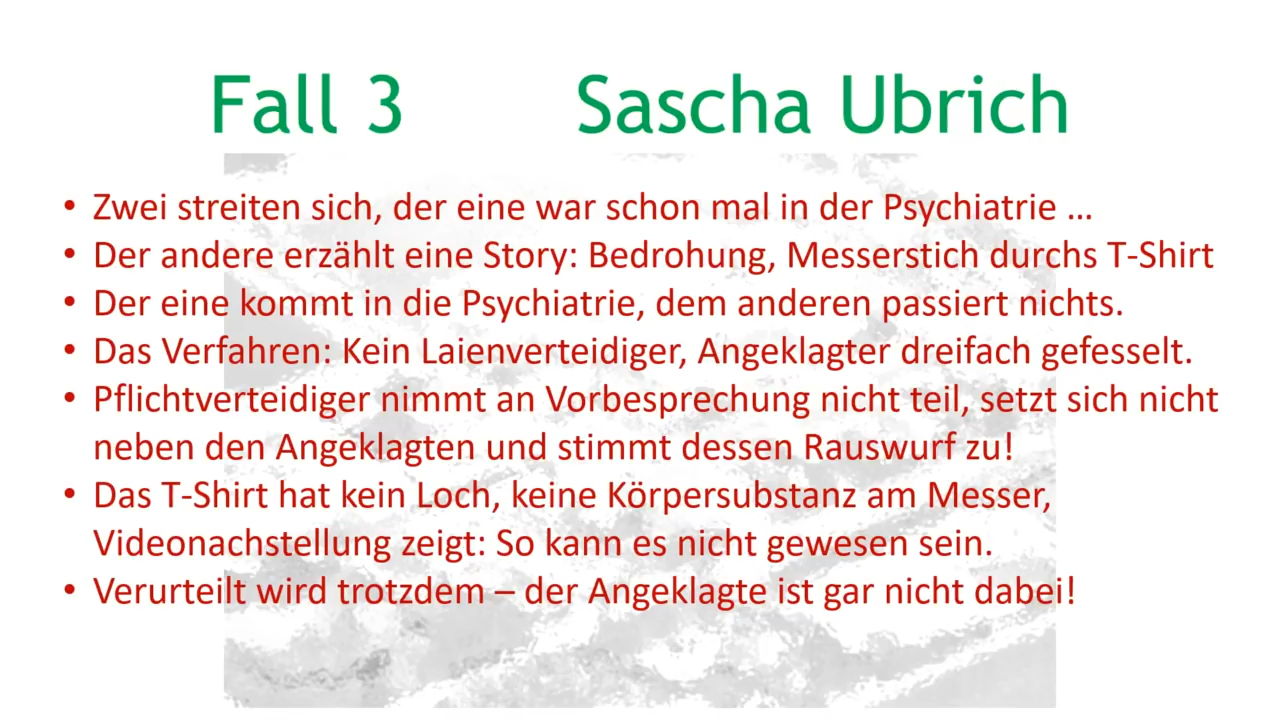 Fall 3 Sascha Ubrich
• Zwei streiten sich, der eine war schon mal in der Psychiatrie ...
• Der andere erzählt eine Story: Bedrohung, Messerstich durchs T-Shirt
• Der eine kommt in die Psychiatrie, dem anderen passiert nichts.
• Das Verfahren: Kein Laienverteidiger, Angeklagter dreifach gefesselt.
• Pflichtverteidiger nimmt an Vorbesprechung nicht teil, setzt sich nicht
neben den Angeklagten und stimmt dessen Rauswurf zu!
• Das T-Shirt hat kein Loch, keine Körpersubstanz am Messer,
Videonachstellung zeigt: So kann es nicht gewesen sein.
• Verurteilt wird trotzdem – der Angeklagte ist gar nicht dabei!